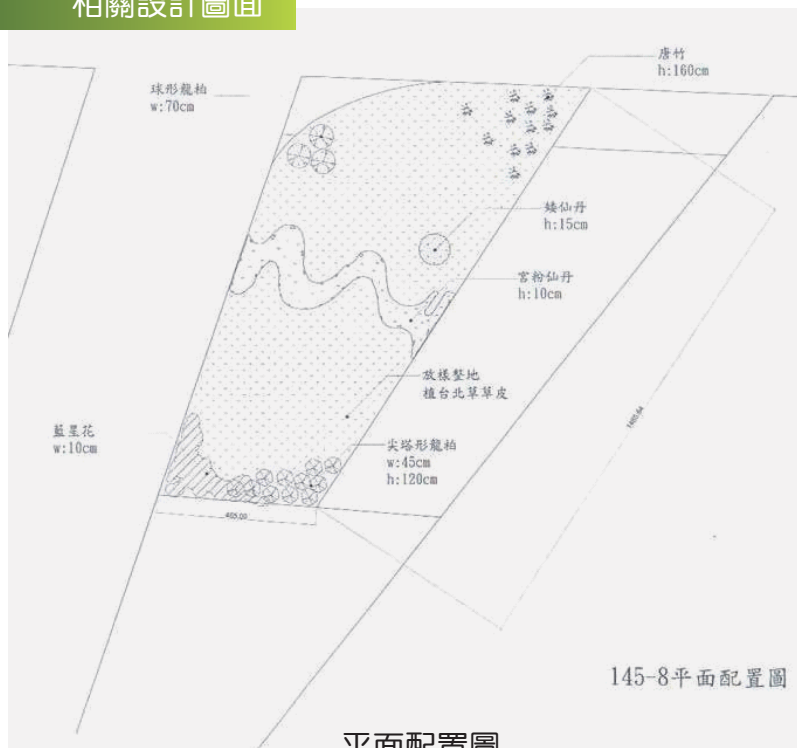 相關設計圖面
唐竹
h:160cm
球形龍柏
w:70cm
矮仙丹
h:15cm
宮粉仙丹
h:10cm
放樣整地
植台北草草皮
藍星花
w:10cm
尖塔形龍柏
w:45cm
h:120cm
145-8平面配置圖
平面配置圖